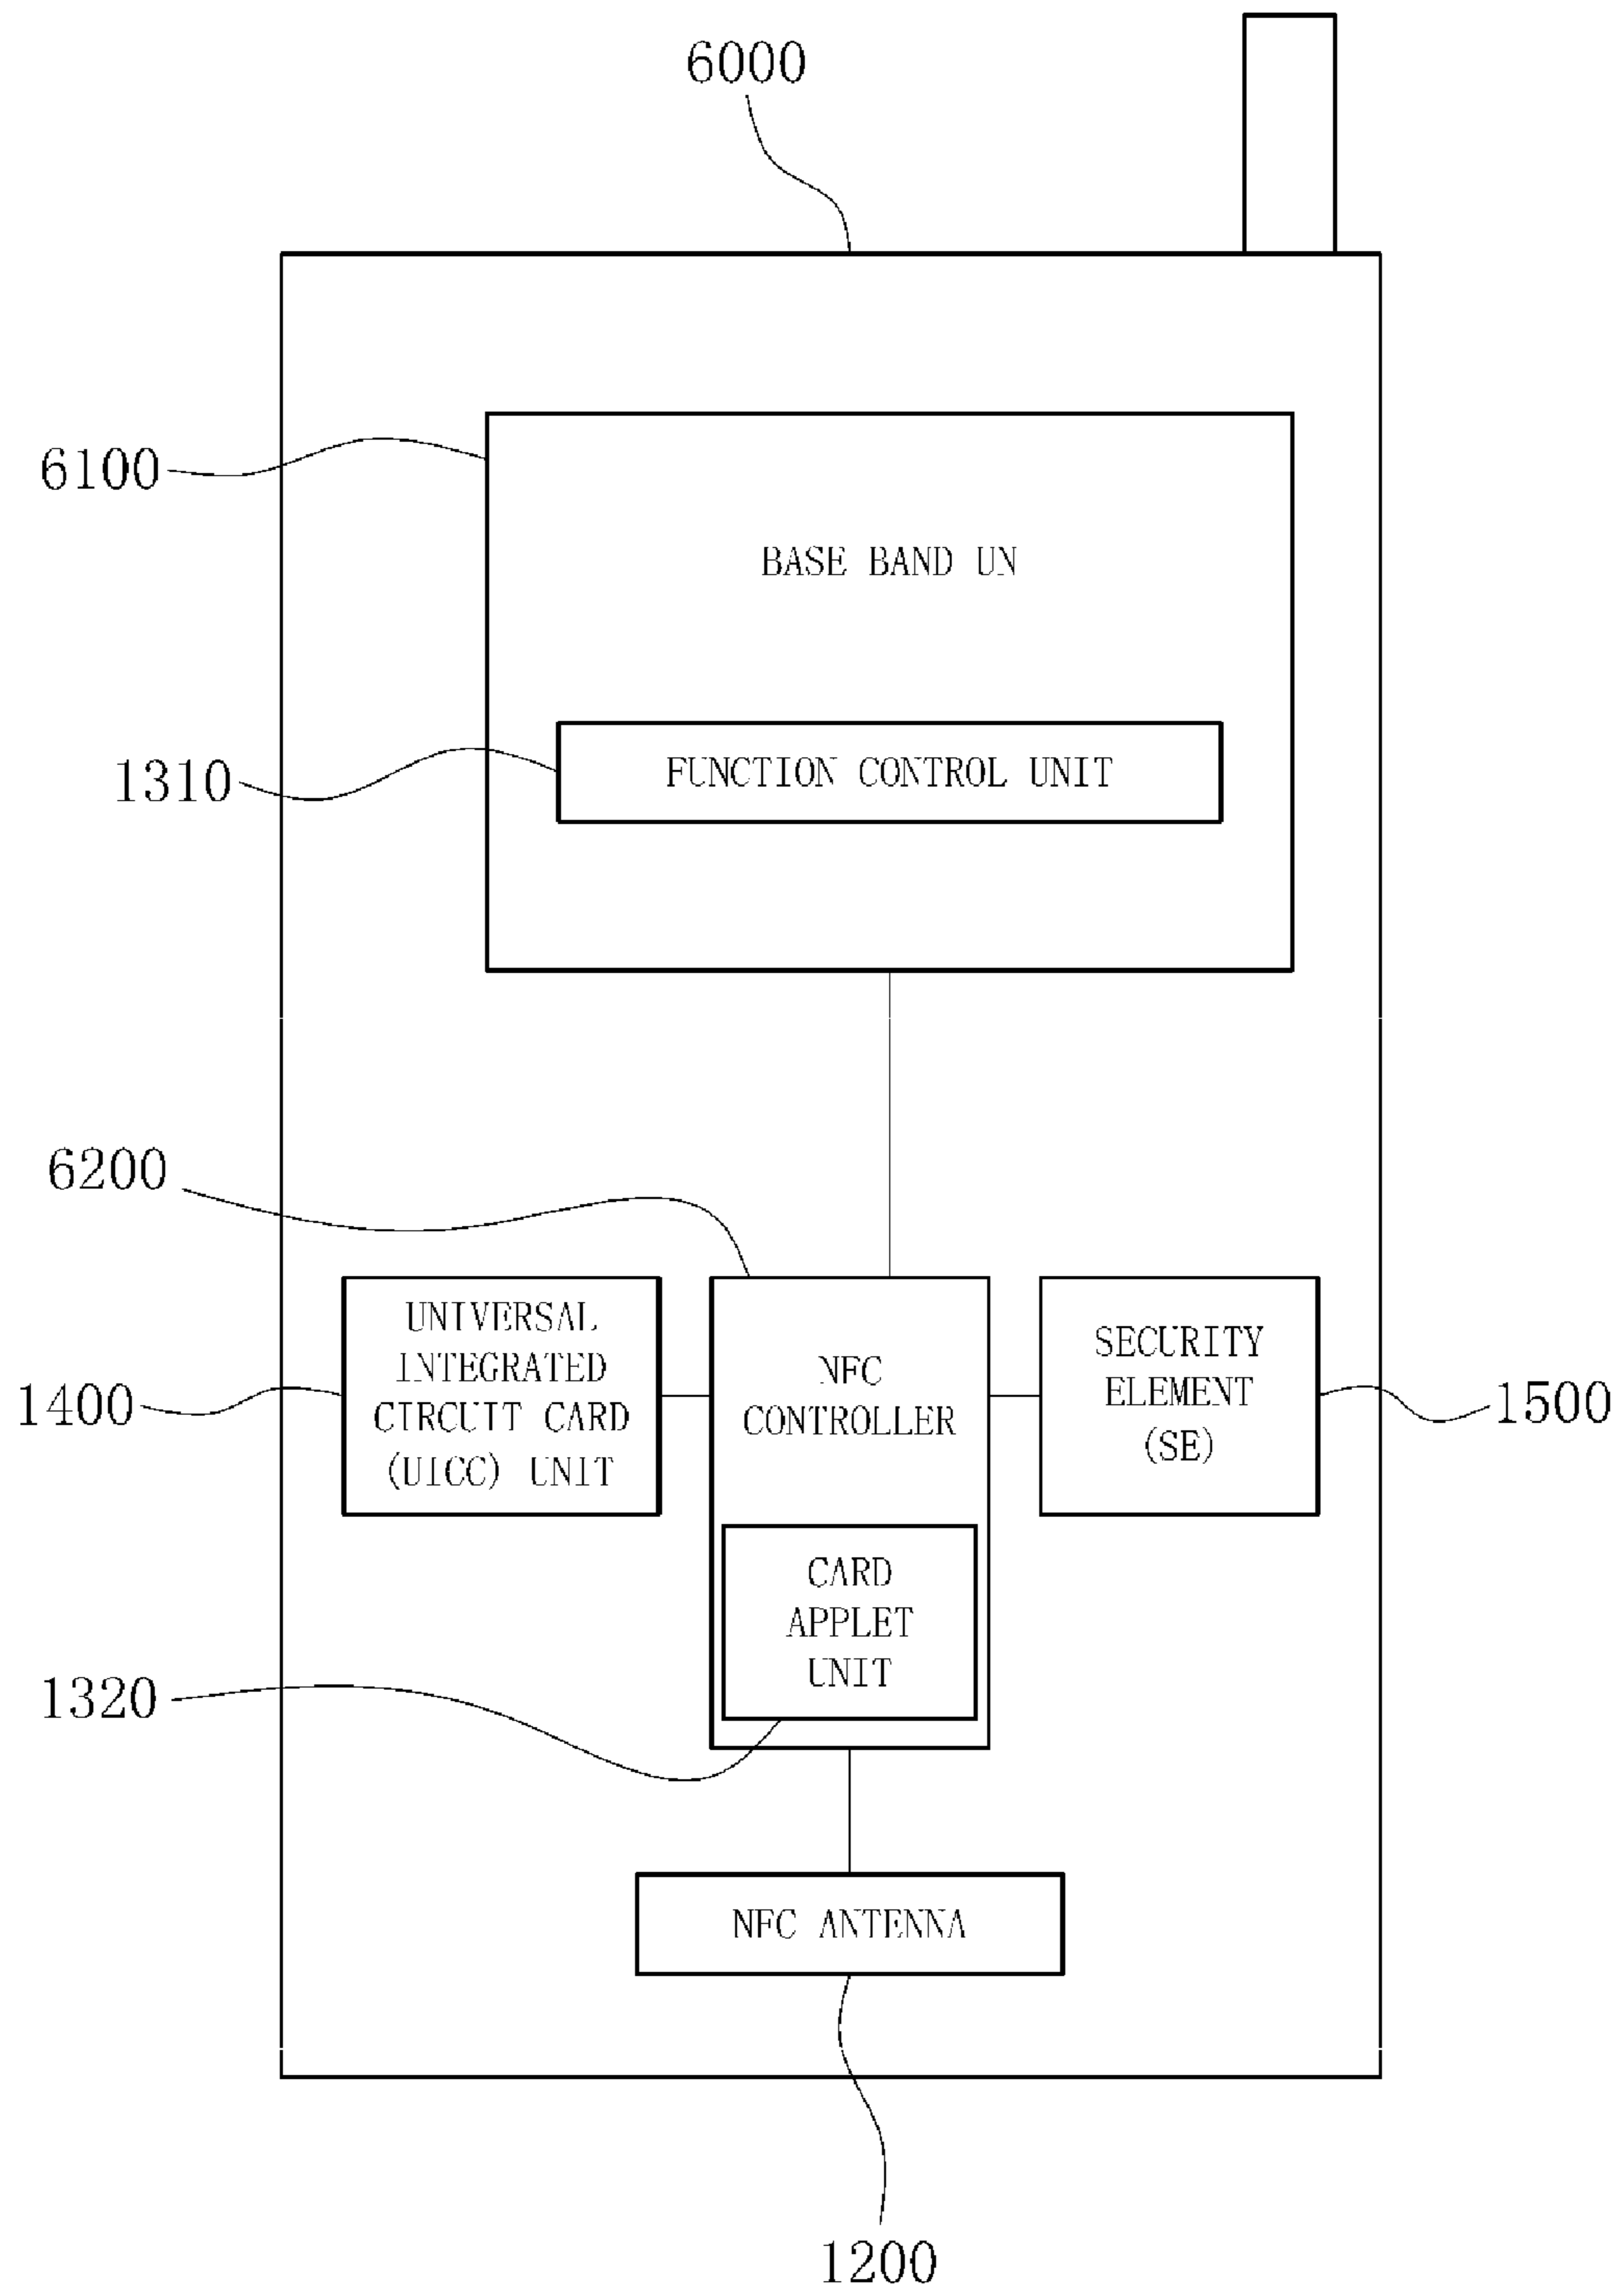 6000
6100
BASE BAND UN
1310
FUNCTION CONTROL UNIT
6200
UNIVERSAL
INTEGRATED
CIRCUIT CARD
(UICC) UNIT
1400
NFC
CONTROLLER
SECURITY
ELEMENT
(SE)
1500
CARD
APPLET
UNIT
1320
NFC ANTENNA
1200